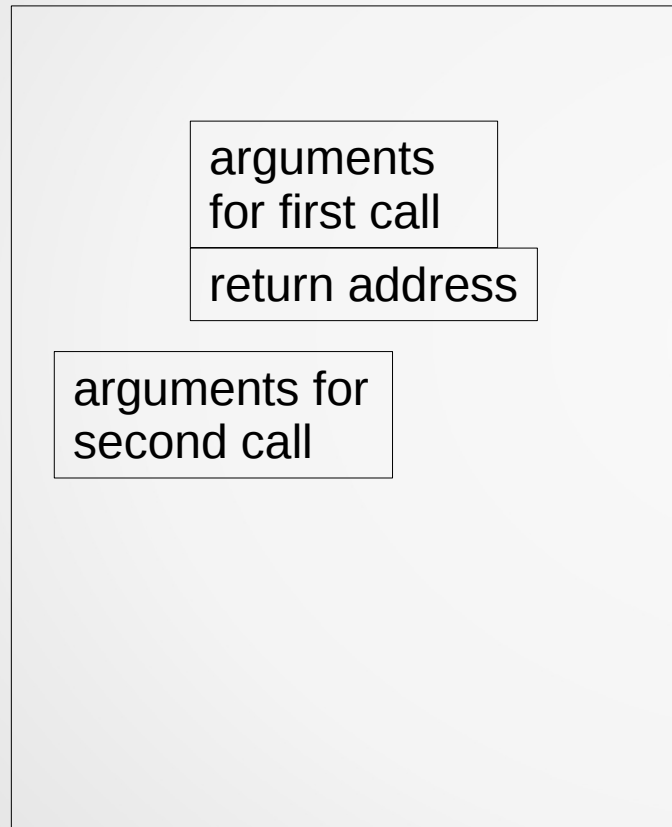 arguments
for first call
return address
arguments for
second call